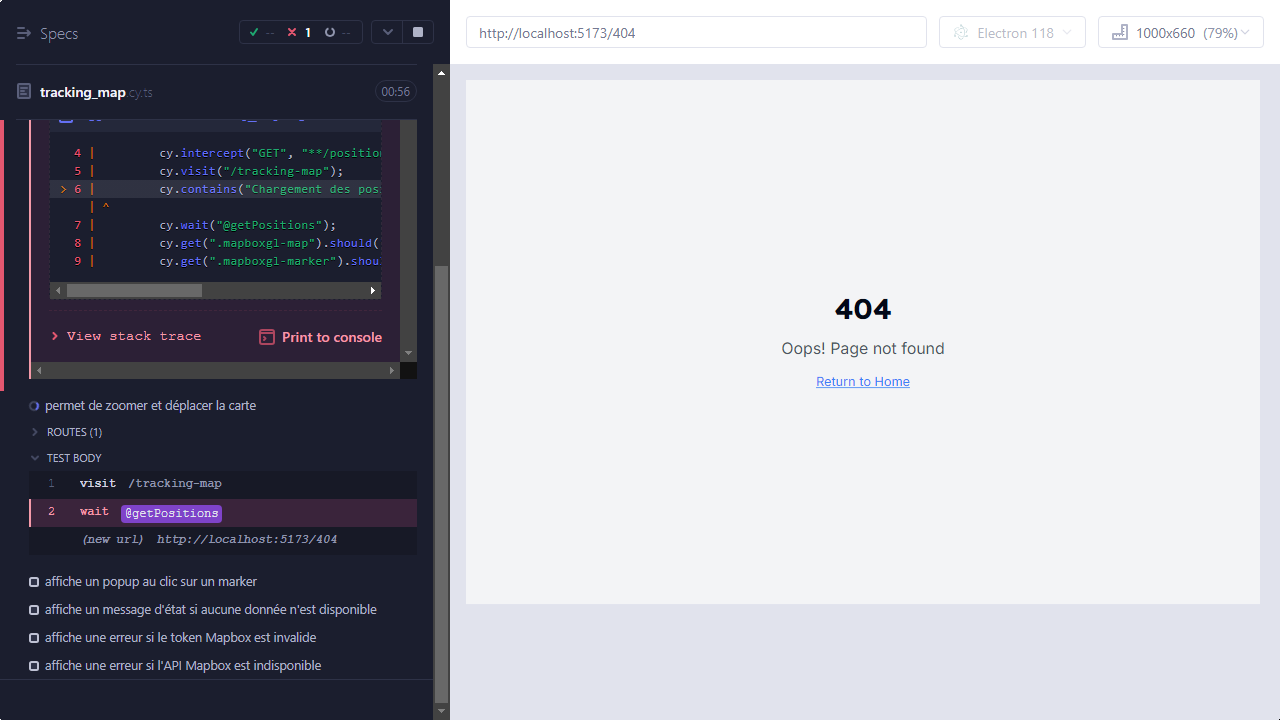 Specs
-- 1 --
tracking_map.cy.ts
00:56
4 | cy.intercept("GET", "**/position
5 | cy.visit("/tracking-map");
> 6 | cy.contains("Chargement des posi
| ^
7 | cy.wait("@getPositions");
8 | cy.get(".mapboxgl-map").should(
9 | cy.get(".mapboxgl-marker").shou
View stack trace
Print to console
permet de zoomer et déplacer la carte
ROUTES (1)
TEST BODY
1 visit /tracking-map
2 wait @getPositions
(new url) http://localhost:5173/404
affiche un popup au clic sur un marker
affiche un message d'état si aucune donnée n'est disponible
affiche une erreur si le token Mapbox est invalide
affiche une erreur si l'API Mapbox est indisponible
http://localhost:5173/404
Electron 118
1000x660 (79%)
404
Oops! Page not found
Return to Home